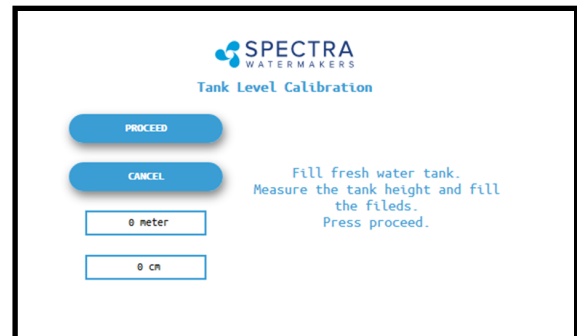 SPECTRA
WATERMAKERS
Tank Level Calibration
PROCEED
CANCEL
0 meter
0 cm
Fill fresh water tank.
Measure the tank height and fill
the fileds.
Press proceed.